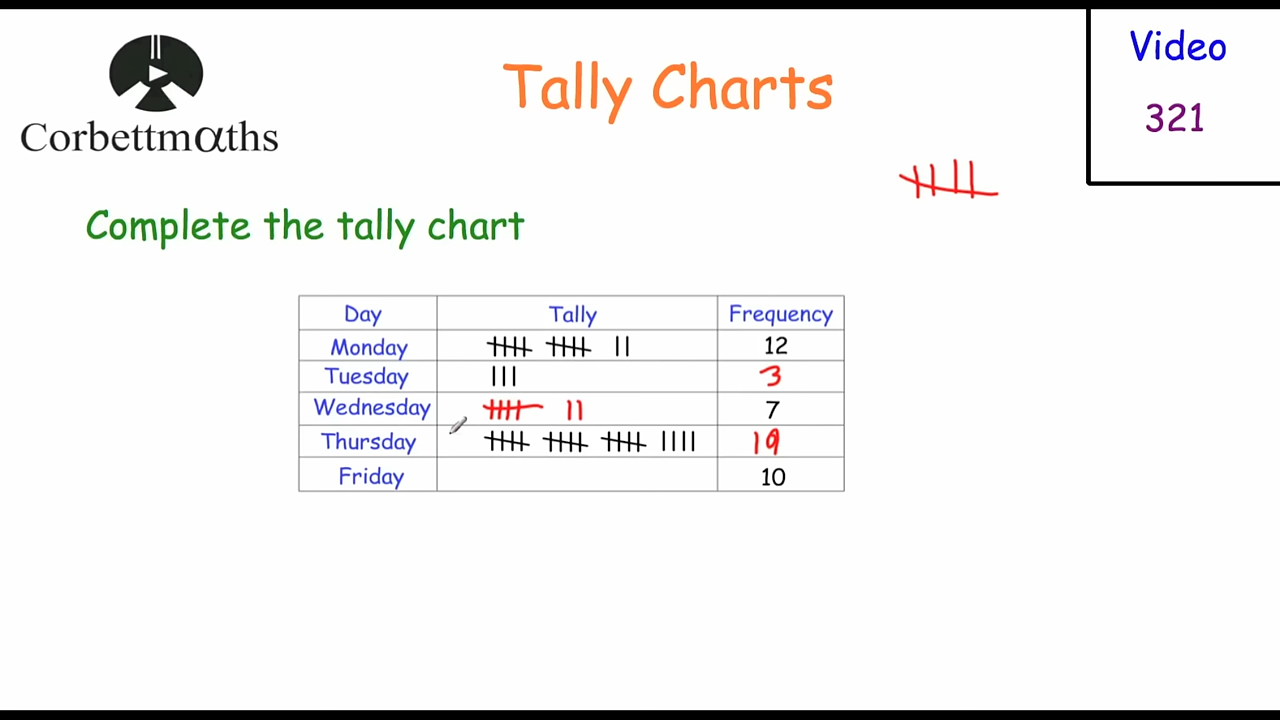 Video
321
Tally Charts
Corbettmαths
Complete the tally chart
Day Tally Frequency
Monday 12
Tuesday 3
Wednesday 7
Thursday 19
Friday 10